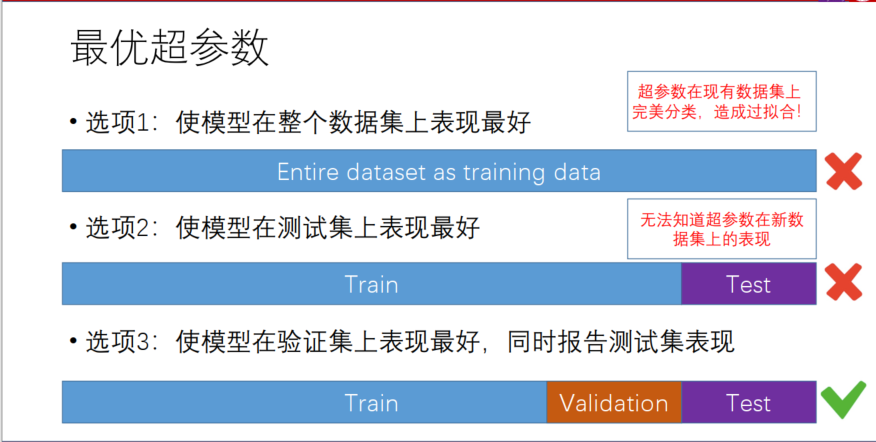 最优超参数
• 选项1：使模型在整个数据集上表现最好
超参数在现有数据集上
完美分类，造成过拟合！
Entire dataset as training data
• 选项2：使模型在测试集上表现最好
无法知道超参数在新数
据集上的表现
Train
Test
• 选项3：使模型在验证集上表现最好，同时报告测试集表现
Train
Validation
Test